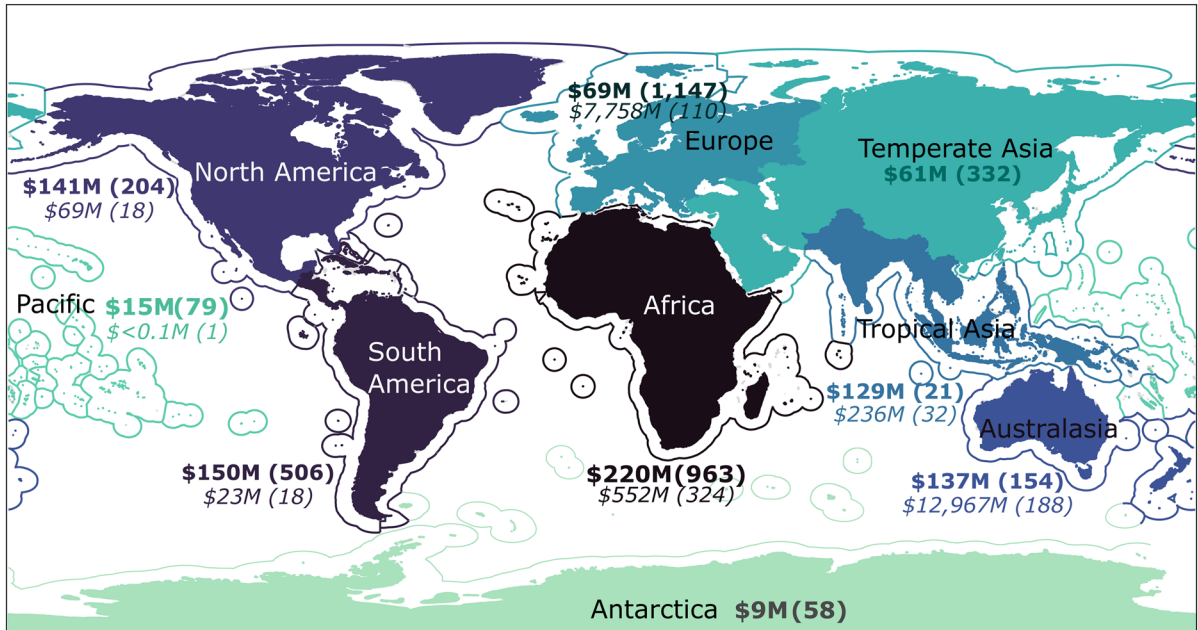 $69M (1,147)
$7,758M (110)
Europe
Temperate Asia
$61M (332)
North America
$141M (204)
$69M (18)
Pacific $15M(79)
$<0.1M (1)
Africa
Tropical Asia
South
America
$129M (21)
$236M (32)
Australasia
$150M (506)
$23M (18)
$220M(963)
$552M (324)
$137M (154)
$12,967M (188)
Antarctica $9M(58)